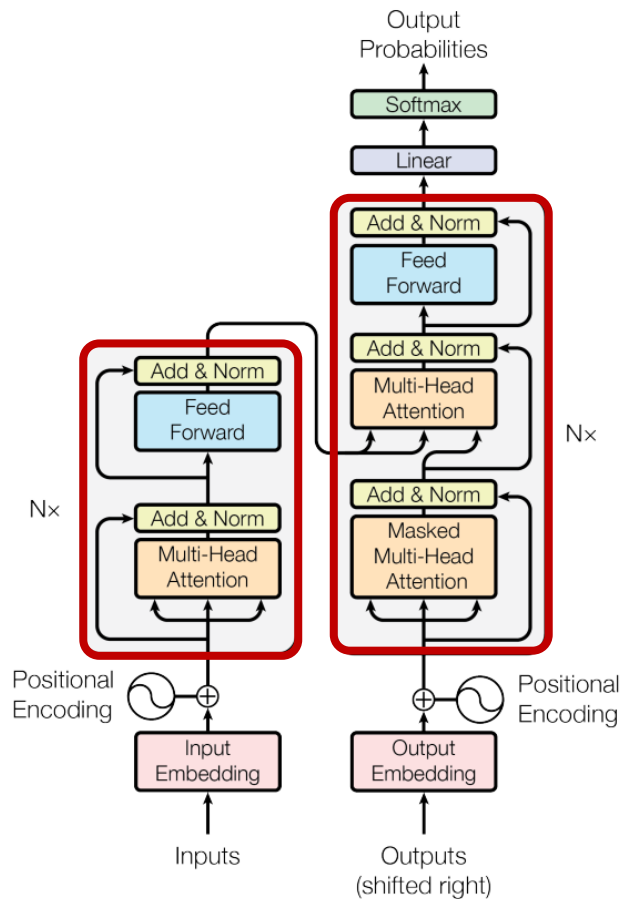 Output
Probabilities
Softmax
Linear
Add & Norm
Feed
Forward
Add & Norm
Multi-Head
Attention
Add & Norm
Masked
Multi-Head
Attention
Nx
Add & Norm
Feed
Forward
Add & Norm
Multi-Head
Attention
Nx
Positional
Encoding
Positional
Encoding
Input
Embedding
Output
Embedding
Inputs
Outputs
(shifted right)